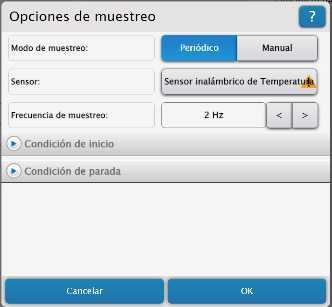 Opciones de muestreo ?
Modo de muestreo: Periódico Manual
Sensor: Sensor inalámbrico de Temperatura
Frecuencia de muestreo: 2 Hz < >
Condición de inicio
Condición de parada
Cancelar OK